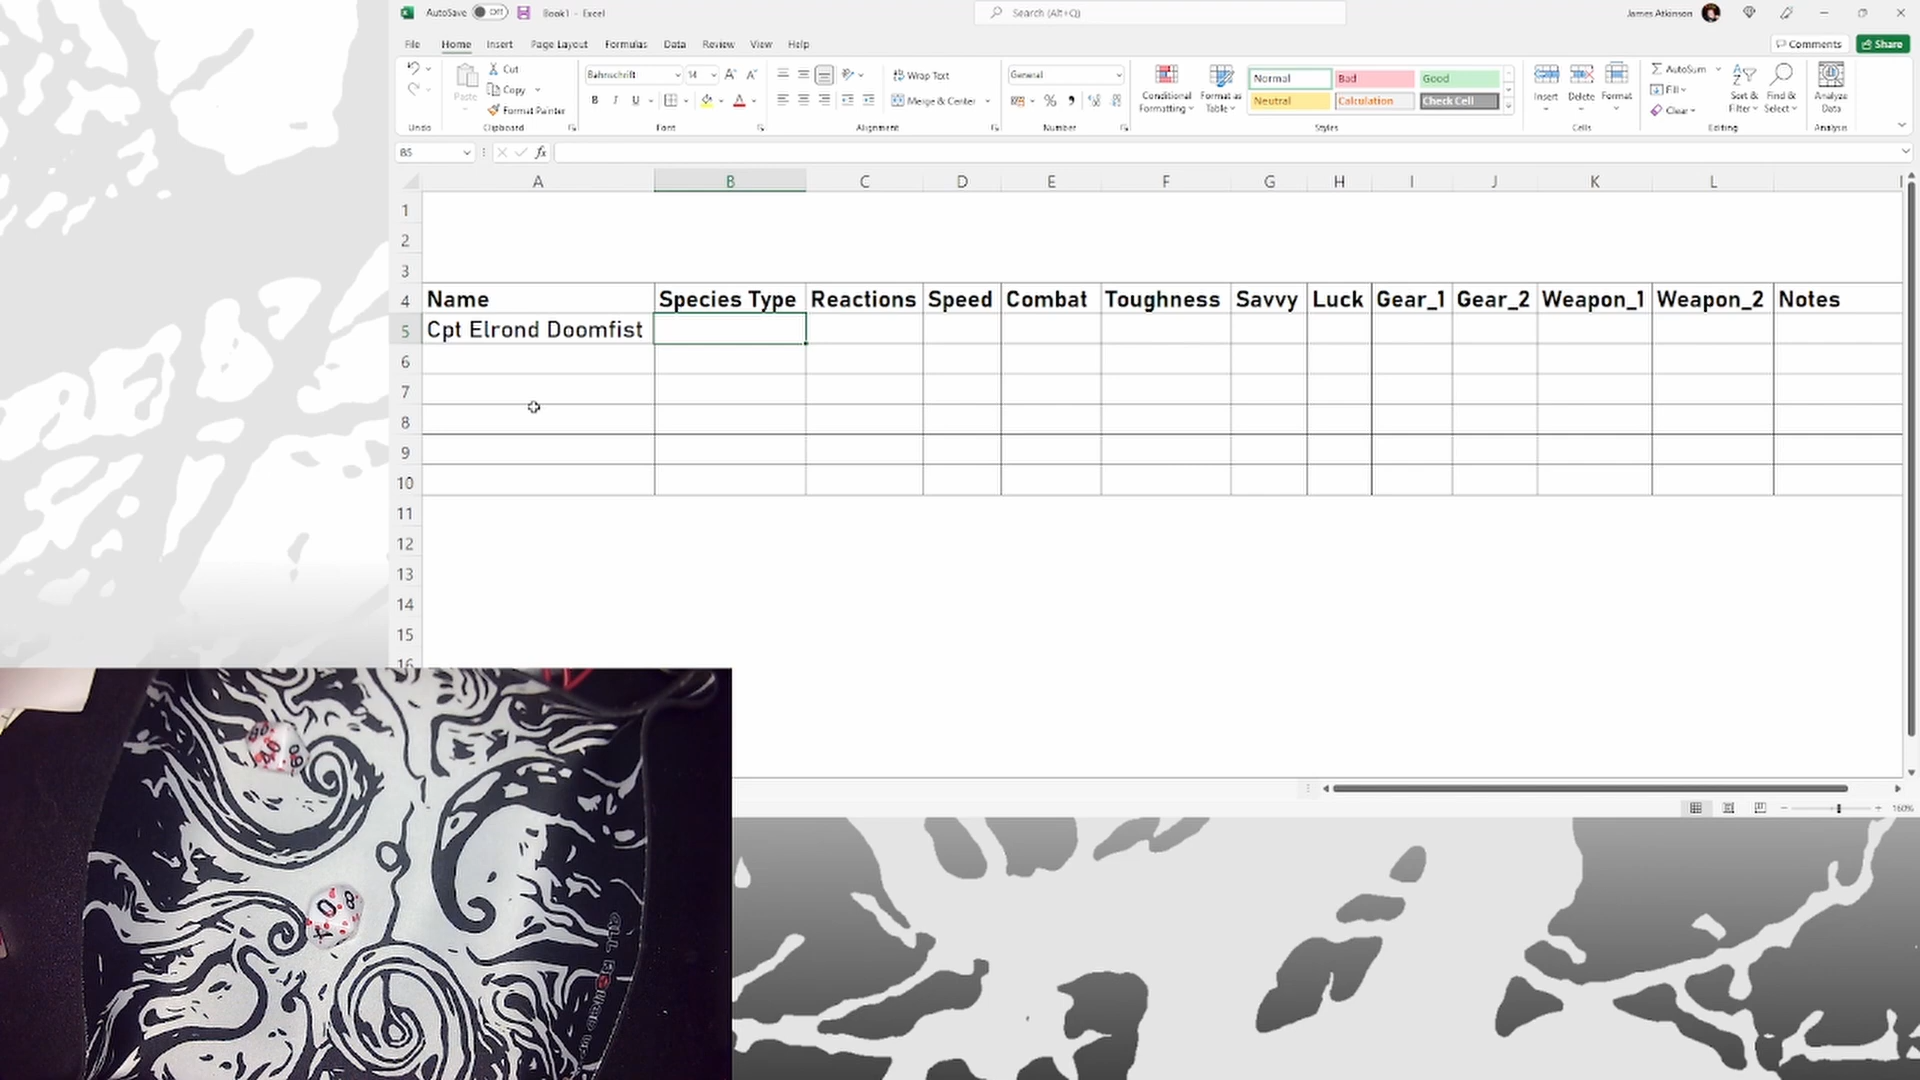 AutoSave Off Book1 - Excel Search (Alt+Q) James Atkinson
File Home Insert Page Layout Formulas Data Review View Help Comments Share
Paste Cut Copy Format Painter
Bahnschrift 14
B I U
Wrap Text
Merge & Center
General
Conditional Formatting Format as Table
Normal Bad Good
Neutral Calculation Check Cell
Insert Delete Format
AutoSum Fill Clear
Sort & Filter Find & Select
Analyze Data
Undo Clipboard Font Alignment Number Styles Cells Editing Analysis
B5 fx
A B C D E F G H I J K L
1
2
3
4 Name Species Type Reactions Speed Combat Toughness Savvy Luck Gear_1 Gear_2 Weapon_1 Weapon_2 Notes
5 Cpt Elrond Doomfist
6
7
8
9
10
11
12
13
14
15
16
160%